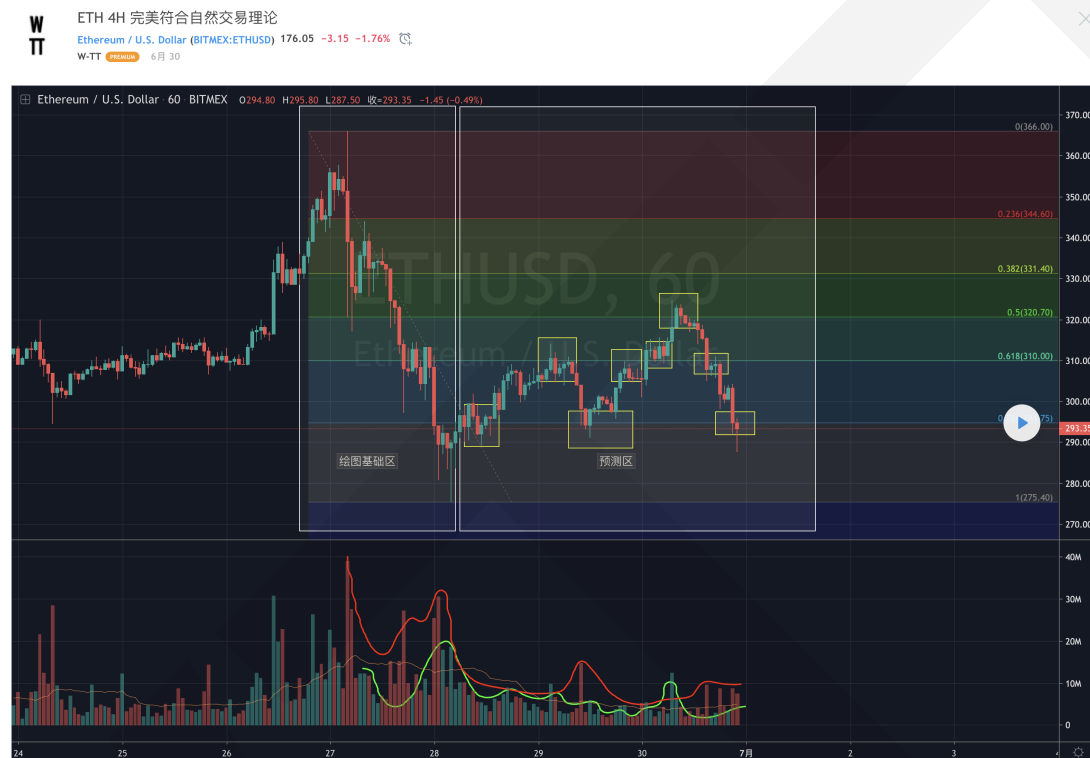 W
TT
ETH 4H 完美符合自然交易理论
Ethereum / U.S. Dollar (BITMEX:ETHUSD) 176.05 −3.15 −1.76%
W-TT PREMIUM 6月 30
Ethereum / U.S. Dollar 60 BITMEX O294.80 H295.80 L287.50 收=293.35 −1.45 (−0.49%)
370.00
0(366.00)
360.00
350.00
0.236(344.60)
340.00
0.382(331.40)
330.00
ETHUSD, 60
320.00
0.5(320.70)
Ethereum / U.S. Dollar
0.618(310.00)
310.00
300.00
75)
293.35
290.00
绘图基础区
预测区
280.00
1(275.40)
270.00
40M
30M
20M
10M
0
24 25 26 27 28 29 30 7月 2 3 4